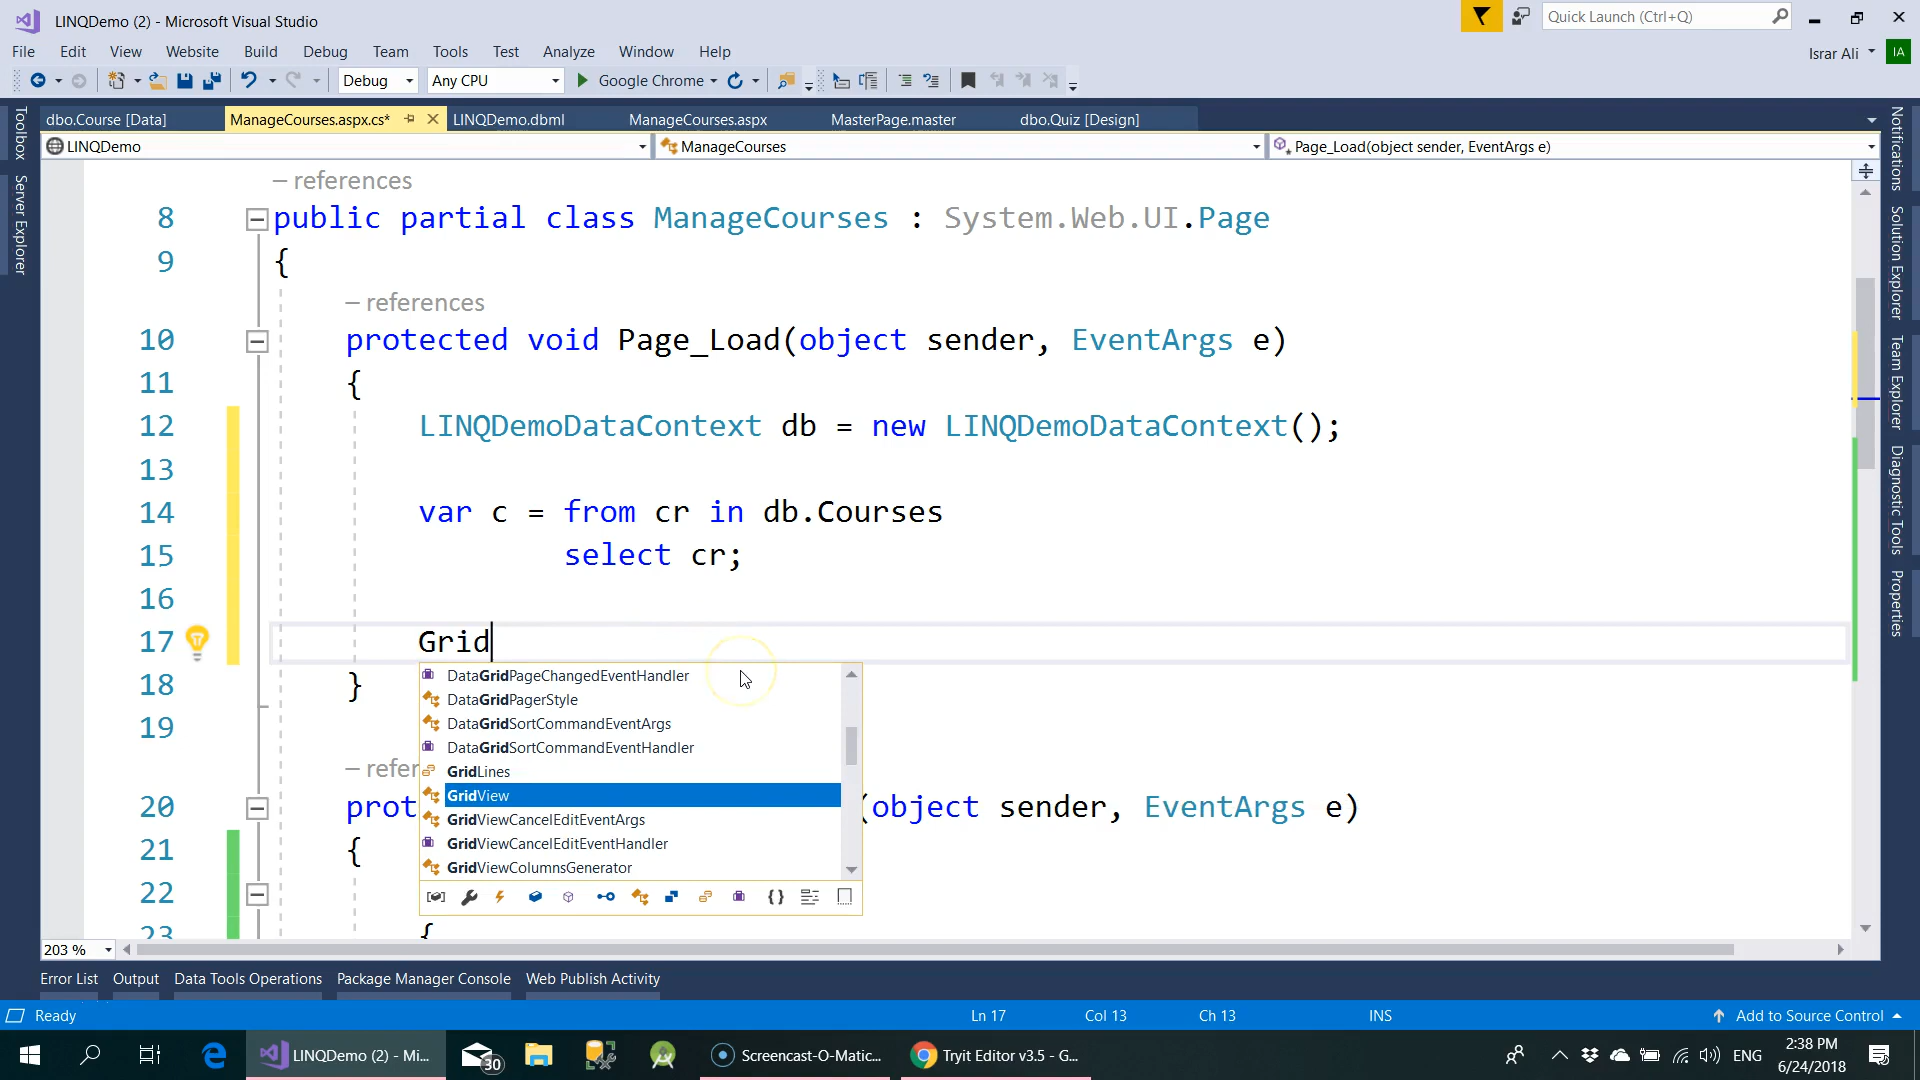 LINQDemo (2) - Microsoft Visual Studio
Quick Launch (Ctrl+Q)
File Edit View Website Build Debug Team Tools Test Analyze Window Help
Israr Ali IA
Debug Any CPU Google Chrome
dbo.Course [Data] ManageCourses.aspx.cs* LINQDemo.dbml ManageCourses.aspx MasterPage.master dbo.Quiz [Design]
LINQDemo ManageCourses Page_Load(object sender, EventArgs e)
Toolbox
Server Explorer
Notifications
Solution Explorer
Team Explorer
Diagnostic Tools
Properties
– references
8 public partial class ManageCourses : System.Web.UI.Page
9 {
– references
10 protected void Page_Load(object sender, EventArgs e)
11 {
12 LINQDemoDataContext db = new LINQDemoDataContext();
13
14 var c = from cr in db.Courses
15 select cr;
16
17 Grid
DataGridPageChangedEventHandler
18 }
DataGridPagerStyle
19
DataGridSortCommandEventArgs
DataGridSortCommandEventHandler
– refer
GridLines
GridView
20 prot (object sender, EventArgs e)
GridViewCancelEditEventArgs
21 {
GridViewCancelEditEventHandler
GridViewColumnsGenerator
22
23 {
203 %
Error List Output Data Tools Operations Package Manager Console Web Publish Activity
Ready Ln 17 Col 13 Ch 13 INS Add to Source Control
LINQDemo (2) - Mi... 30 Screencast-O-Matic... Tryit Editor v3.5 - G... ENG
2:38 PM
6/24/2018